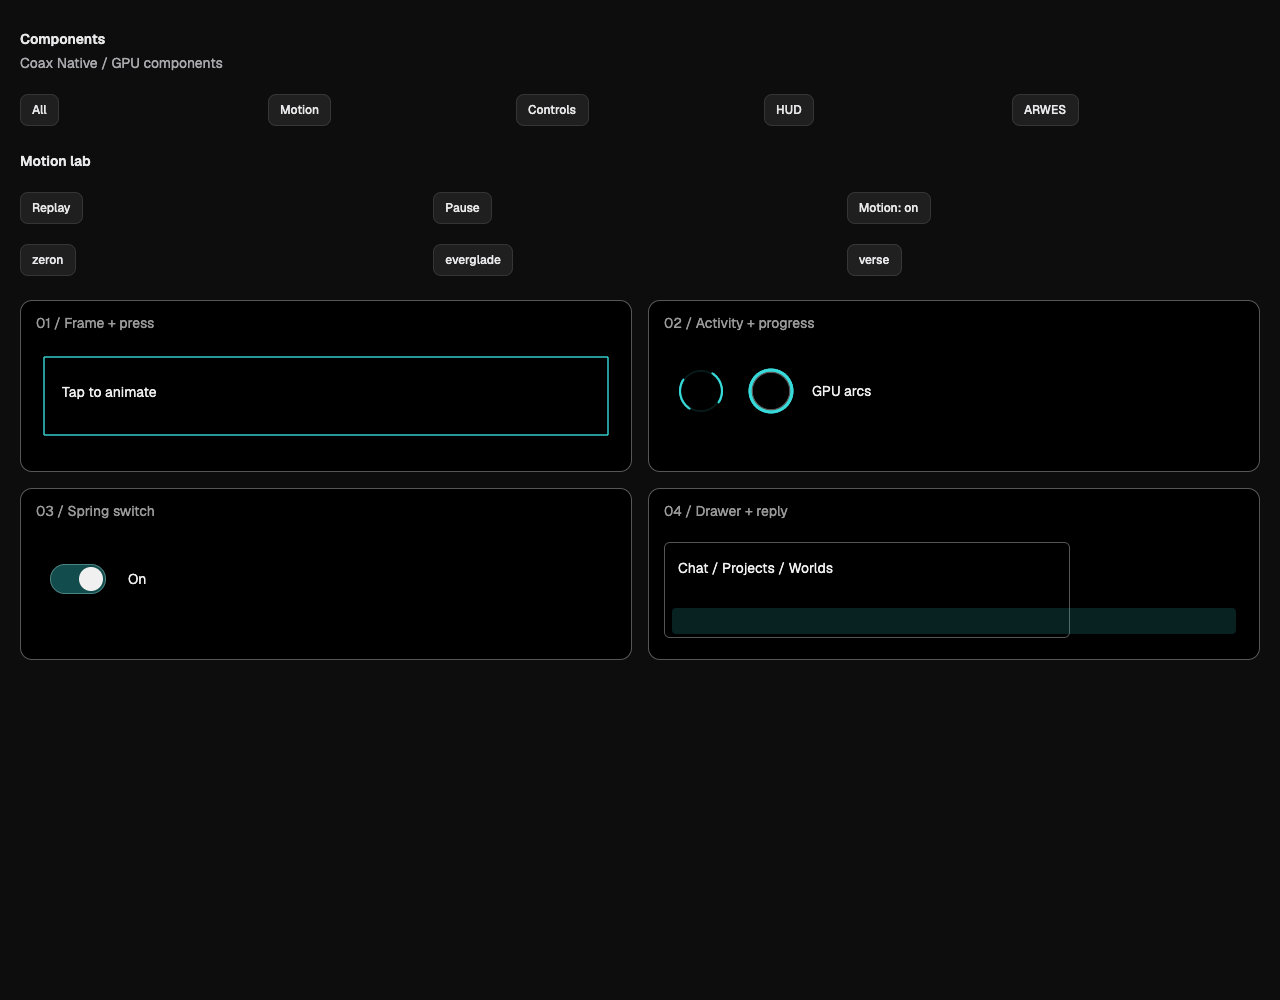 Components
Coax Native / GPU components
All
Motion
Controls
HUD
ARWES
Motion lab
Replay
Pause
Motion: on
zeron
everglade
verse
01 / Frame + press
Tap to animate
02 / Activity + progress
GPU arcs
03 / Spring switch
On
04 / Drawer + reply
Chat / Projects / Worlds